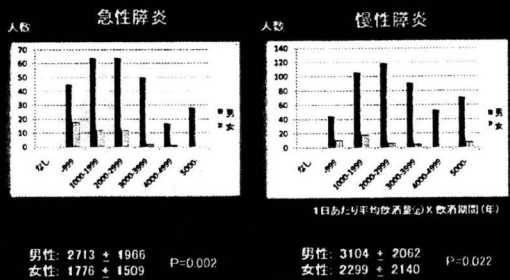 急性膵炎
人数
70
60
50
40
30
20
10
0
なし
-999
1000-1999
2000-2999
3000-3999
4000-4999
5000-
男
女
慢性膵炎
人数
140
120
100
80
60
40
20
0
なし
-999
1000-1999
2000-2999
3000-3999
4000-4999
5000-
男
女
1日あたり平均飲酒量(g) X 飲酒期間(年)
男性: 2713 ± 1966
女性: 1776 ± 1509
P=0.002
男性: 3104 ± 2062
女性: 2299 ± 2140
P=0.022